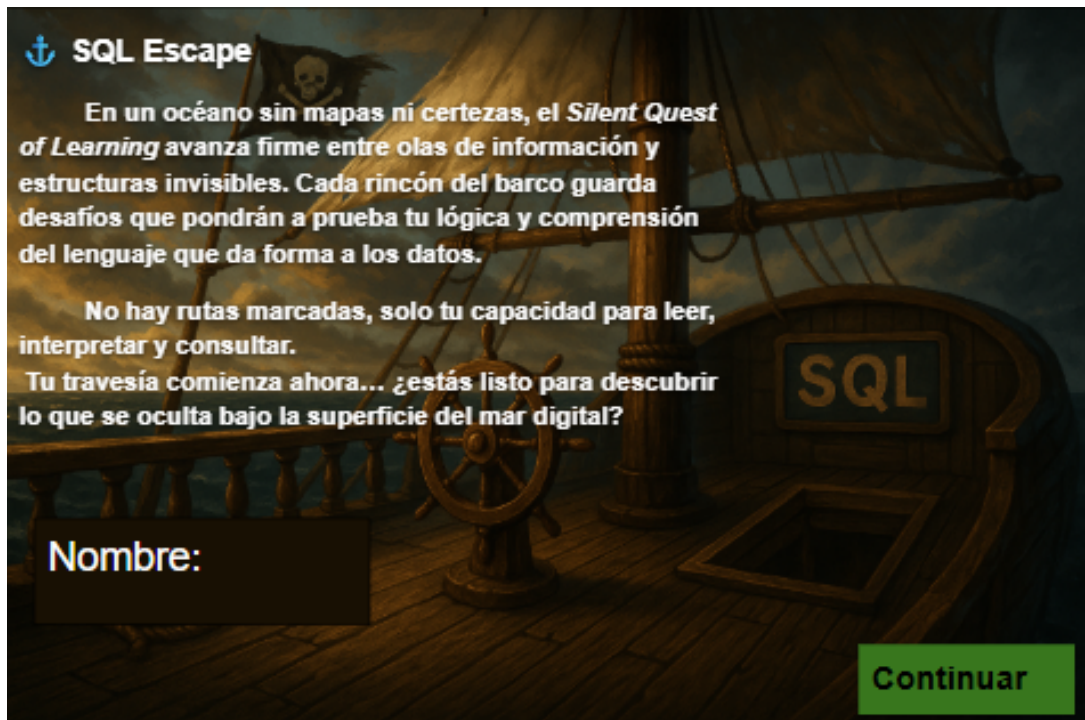 ⚓ SQL Escape
En un océano sin mapas ni certezas, el Silent Quest
of Learning avanza firme entre olas de información y
estructuras invisibles. Cada rincón del barco guarda
desafíos que pondrán a prueba tu lógica y comprensión
del lenguaje que da forma a los datos.
No hay rutas marcadas, solo tu capacidad para leer,
interpretar y consultar.
Tu travesía comienza ahora... ¿estás listo para descubrir
lo que se oculta bajo la superficie del mar digital?
SQL
Nombre:
Continuar